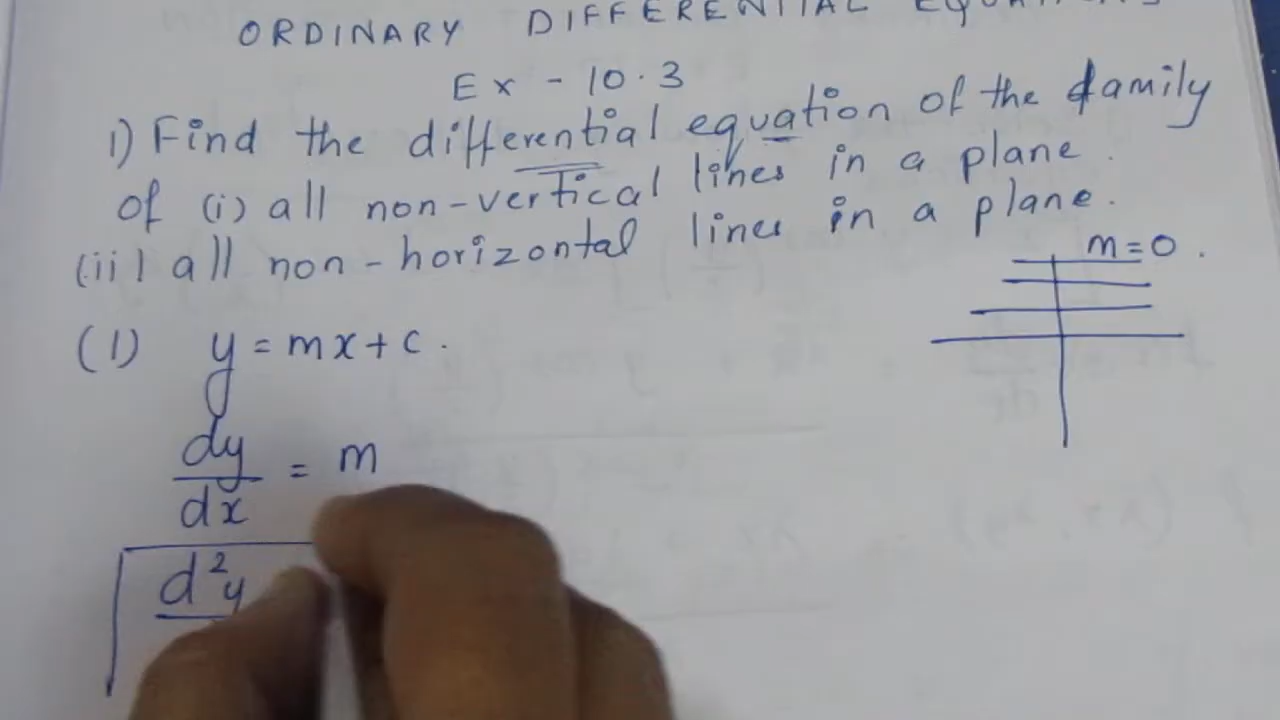 ORDINARY DIFFERENTIAL
Ex - 10.3
1) Find the differential equation of the family
of (i) all non-vertical lines in a plane.
(ii) all non-horizontal lines in a plane.
m=0.
(1) y = mx + c.
dy/dx = m
d²y